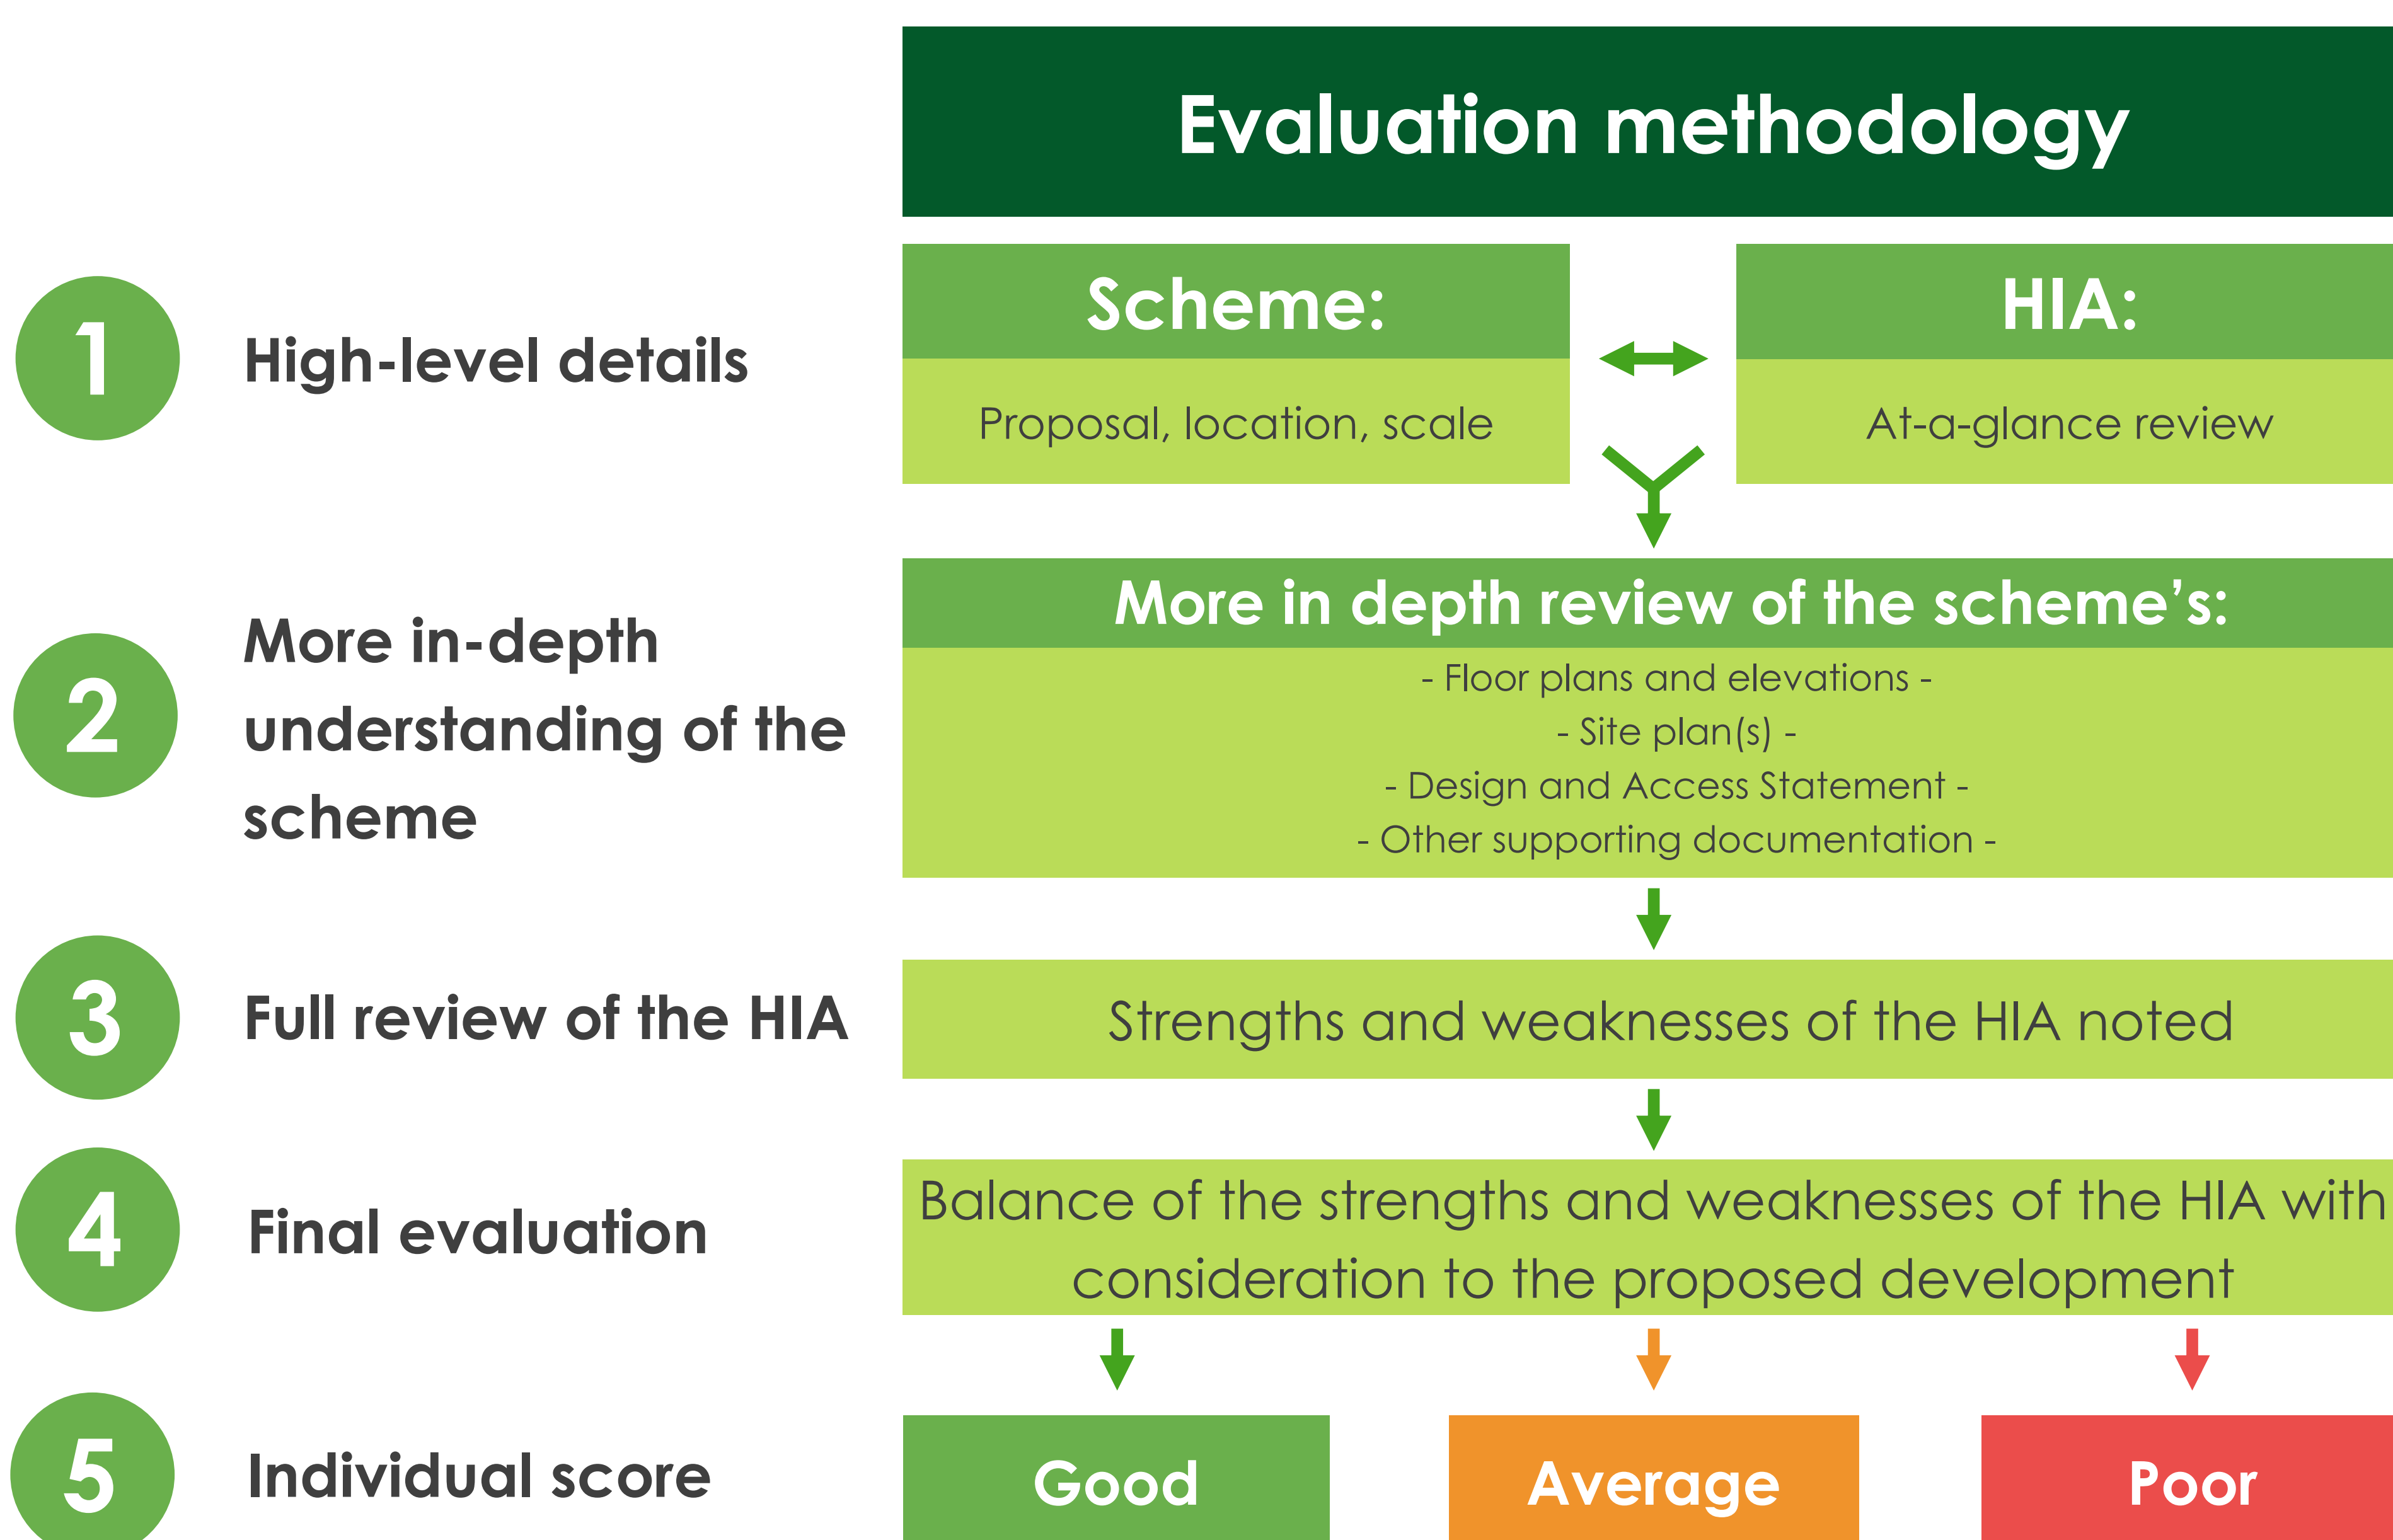 Evaluation methodology
1
High-level details
Scheme:
Proposal, location, scale
HIA:
At-a-glance review
2
More in-depth
understanding of the
scheme
More in depth review of the scheme’s:
- Floor plans and elevations -
- Site plan(s) -
- Design and Access Statement -
- Other supporting documentation -
3
Full review of the HIA
Strengths and weaknesses of the HIA noted
4
Final evaluation
Balance of the strengths and weaknesses of the HIA with
consideration to the proposed development
5
Individual score
Good
Average
Poor